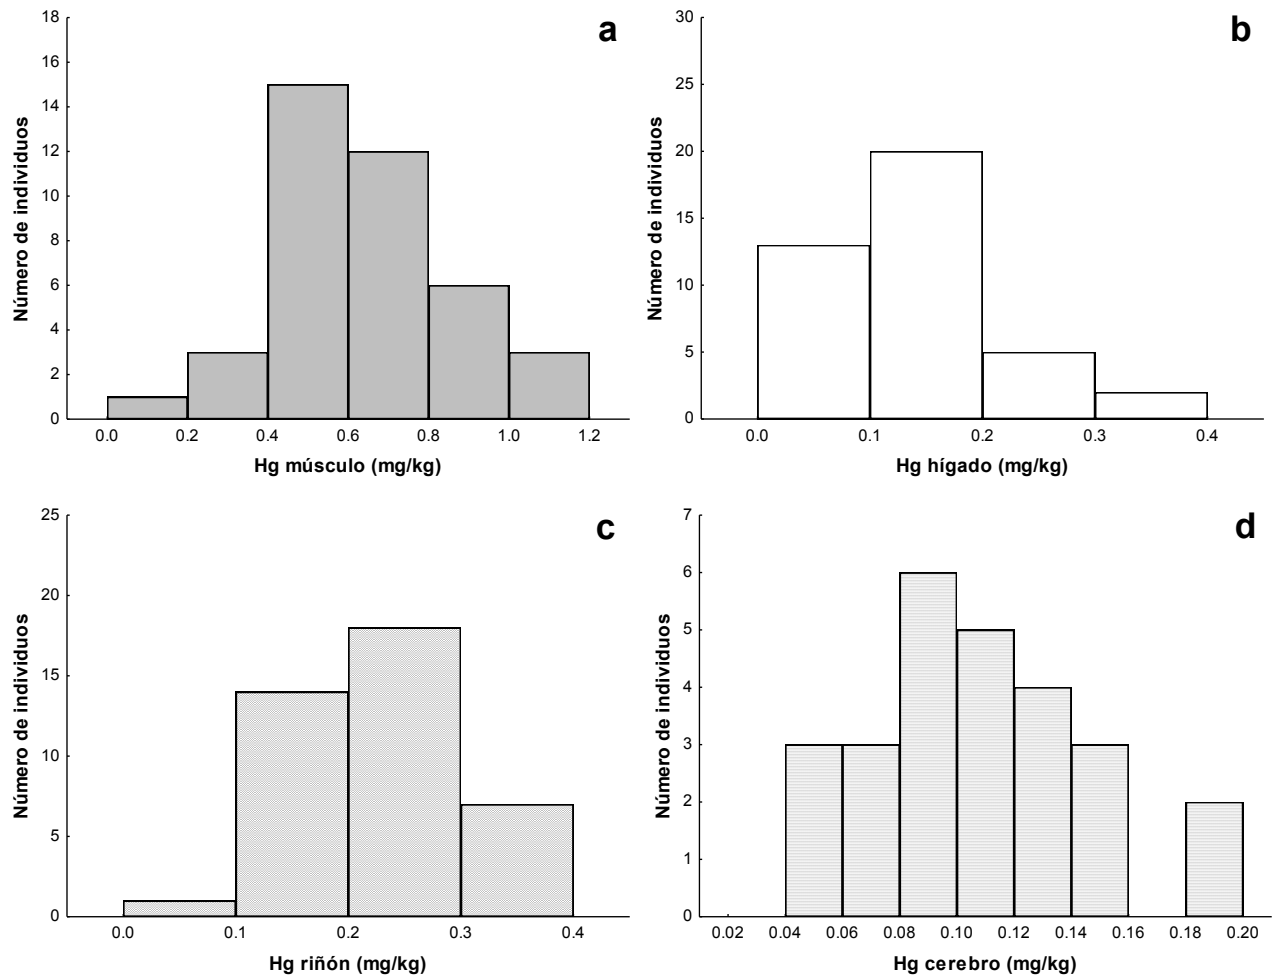 a
18
16
14
12
10
8
6
4
2
0
Número de individuos
0.0 0.2 0.4 0.6 0.8 1.0 1.2
Hg músculo (mg/kg)
b
30
25
20
15
10
5
0
Número de individuos
0.0 0.1 0.2 0.3 0.4
Hg hígado (mg/kg)
c
25
20
15
10
5
0
Número de individuos
0.0 0.1 0.2 0.3 0.4
Hg riñón (mg/kg)
d
7
6
5
4
3
2
1
0
Número de individuos
0.02 0.04 0.06 0.08 0.10 0.12 0.14 0.16 0.18 0.20
Hg cerebro (mg/kg)